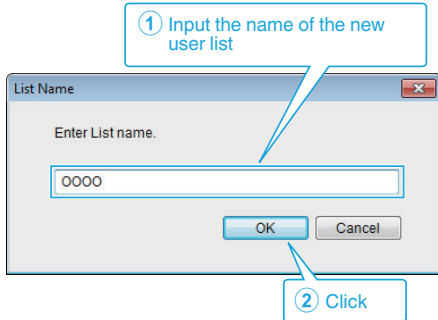 ① Input the name of the new
user list
List Name
Enter List name.
OOOO
OK Cancel
② Click